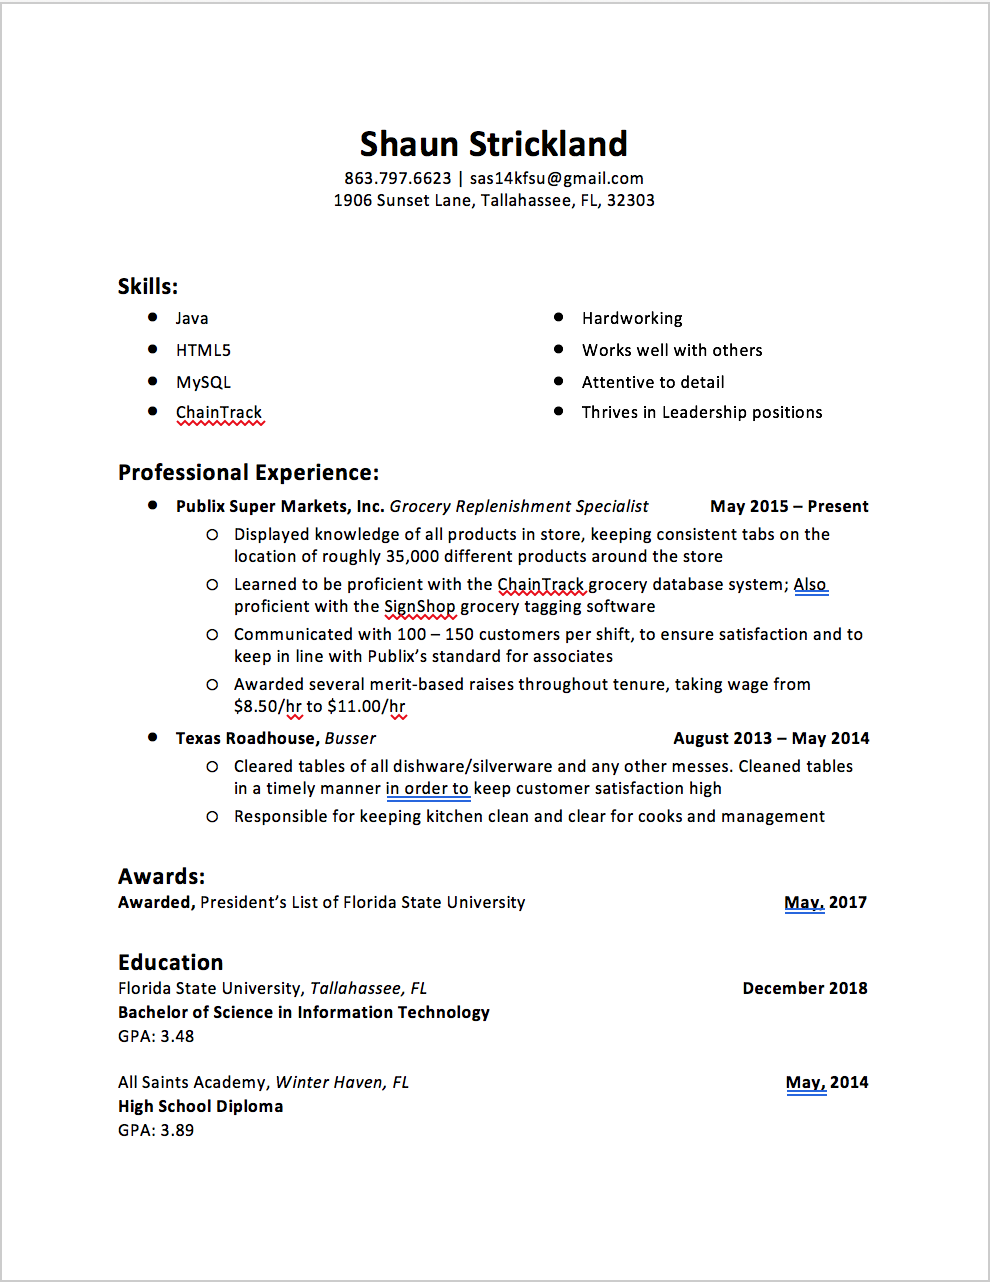 Shaun Strickland
863.797.6623 | sas14kfsu@gmail.com
1906 Sunset Lane, Tallahassee, FL, 32303
Skills:
● Java
● HTML5
● MySQL
● ChainTrack
● Hardworking
● Works well with others
● Attentive to detail
● Thrives in Leadership positions
Professional Experience:
● Publix Super Markets, Inc. Grocery Replenishment Specialist May 2015 – Present
○ Displayed knowledge of all products in store, keeping consistent tabs on the
location of roughly 35,000 different products around the store
○ Learned to be proficient with the ChainTrack grocery database system; Also
proficient with the SignShop grocery tagging software
○ Communicated with 100 – 150 customers per shift, to ensure satisfaction and to
keep in line with Publix’s standard for associates
○ Awarded several merit-based raises throughout tenure, taking wage from
$8.50/hr to $11.00/hr
● Texas Roadhouse, Busser August 2013 – May 2014
○ Cleared tables of all dishware/silverware and any other messes. Cleaned tables
in a timely manner in order to keep customer satisfaction high
○ Responsible for keeping kitchen clean and clear for cooks and management
Awards:
Awarded, President’s List of Florida State University May, 2017
Education
Florida State University, Tallahassee, FL December 2018
Bachelor of Science in Information Technology
GPA: 3.48
All Saints Academy, Winter Haven, FL May, 2014
High School Diploma
GPA: 3.89